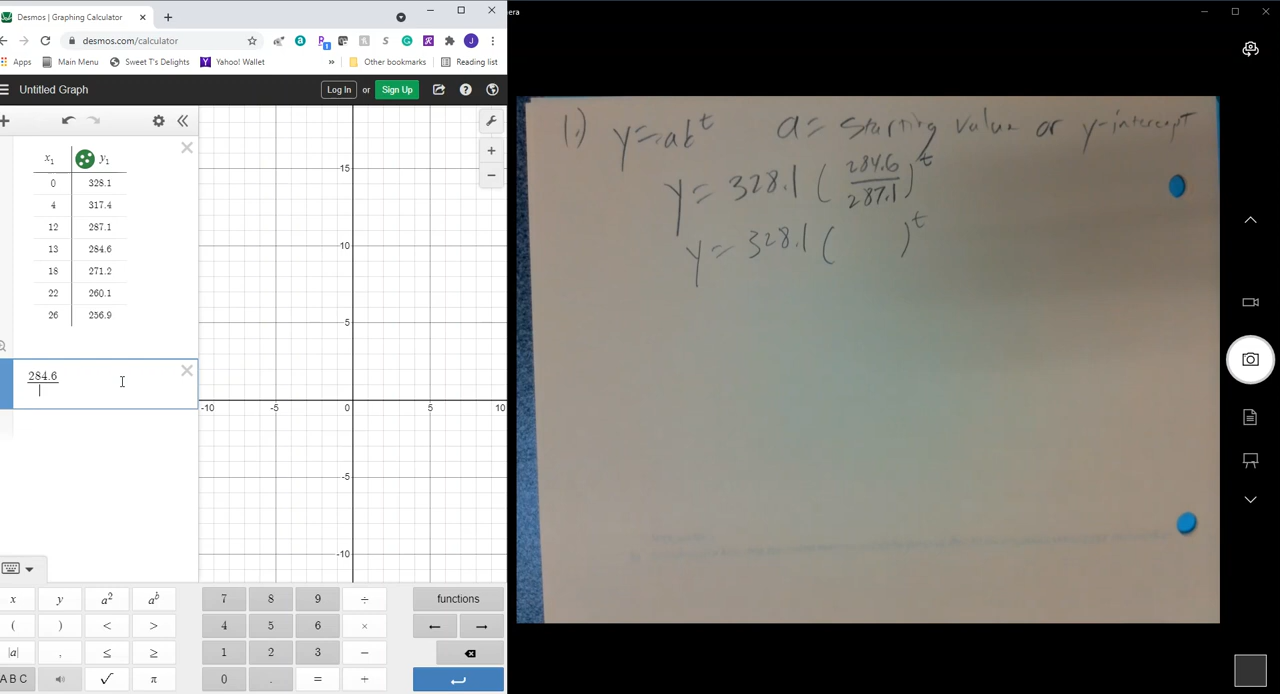 Desmos | Graphing Calculator
desmos.com/calculator
Apps Main Menu Sweet T's Delights Yahoo! Wallet » Other bookmarks Reading list
Untitled Graph Log In or Sign Up
x₁ y₁
0 328.1
4 317.4
12 287.1
13 284.6
18 271.2
22 260.1
26 256.9
284.6
15
10
5
-10 0 5 10
-5
-10
x y a² aᵇ 7 8 9 ÷ functions
( ) < > 4 5 6 × ← →
|a| , ≤ ≥ 1 2 3 −
A B C √ π 0 . = +
1.) y = abᵗ a = starting value or y-intercept
y = 328.1 (284.6/287.1)ᵗ
y = 328.1 ( )ᵗ